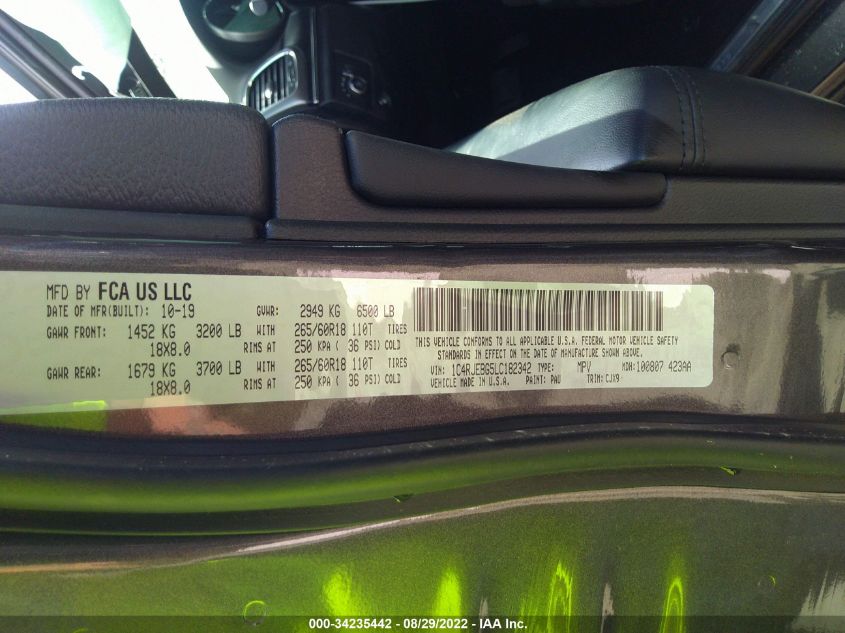 MFD BY FCA US LLC
DATE OF MFR(BUILT): 10-19 GVWR: 2949 KG 6500 LB
GAWR FRONT: 1452 KG 3200 LB WITH 265/60R18 110T TIRES
18X8.0 RIMS AT 250 KPA ( 36 PSI) COLD
GAWR REAR: 1679 KG 3700 LB WITH 265/60R18 110T TIRES
18X8.0 RIMS AT 250 KPA ( 36 PSI) COLD
THIS VEHICLE CONFORMS TO ALL APPLICABLE U.S.A. FEDERAL MOTOR VEHICLE SAFETY
STANDARDS IN EFFECT ON THE DATE OF MANUFACTURE SHOWN ABOVE.
VIN: 1C4RJEBG5LC182342 TYPE: MPV MDH:100807 423AA
VEHICLE MADE IN U.S.A. PAINT: PAU TRIM: CJX9
000-34235442 - 08/29/2022 - IAA Inc.